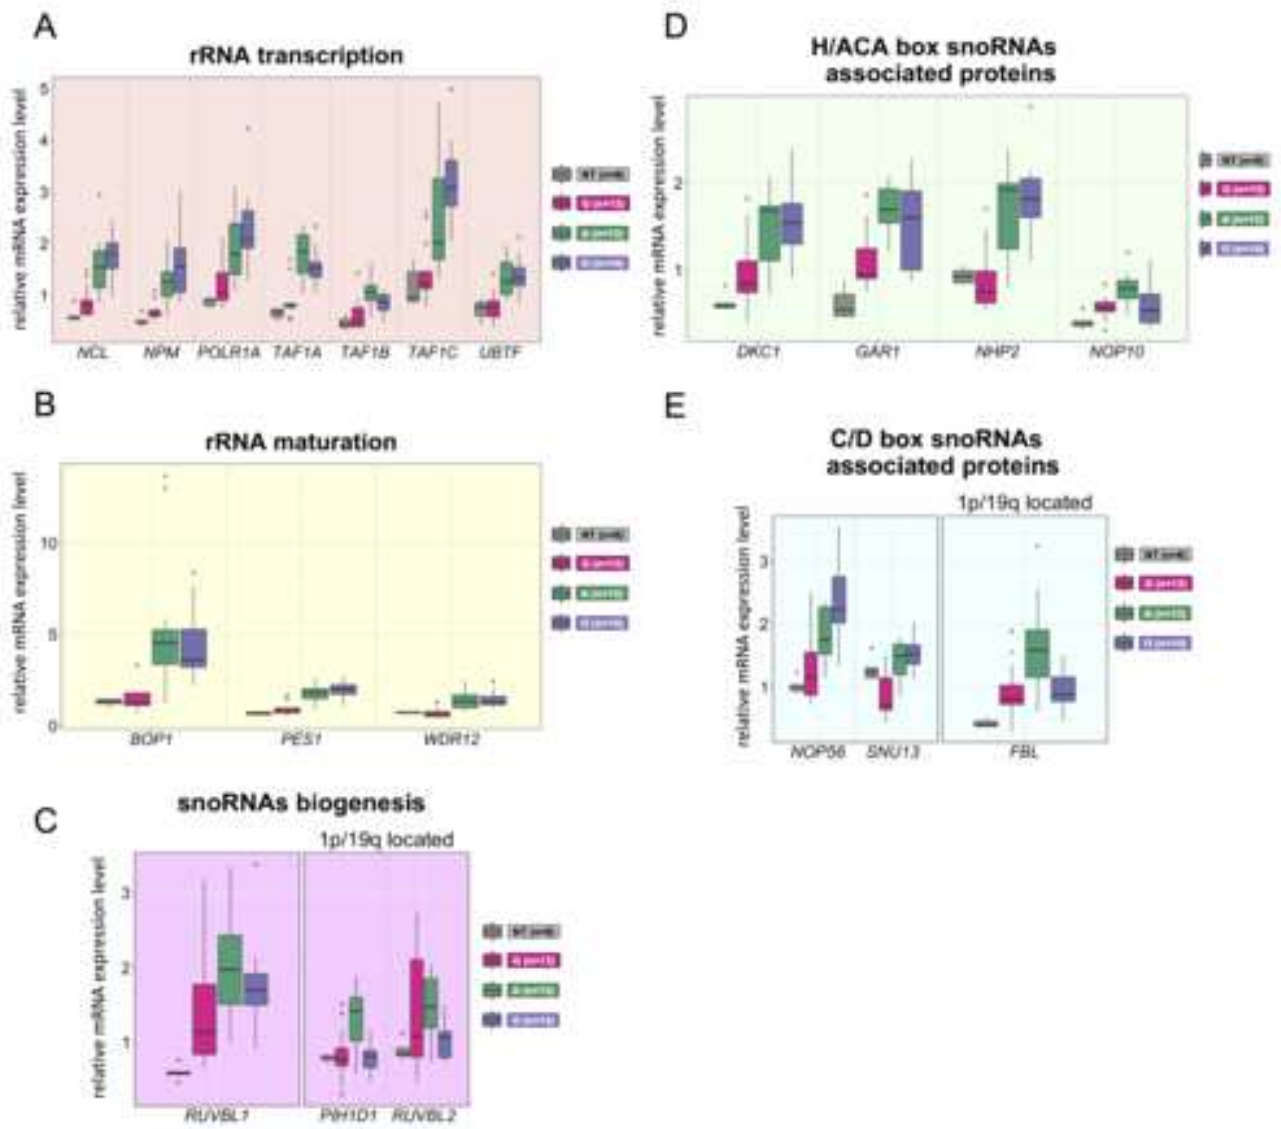 A
rRNA transcription
relative mRNA expression level
5
4
3
2
1
NCL NPM POLR1A TAF1A TAF1B TAF1C UBTF
B
rRNA maturation
relative mRNA expression level
10
5
0
BOP1 PES1 WDR12
C
snoRNAs biogenesis
1p/19q located
relative mRNA expression level
3
2
1
RUVBL1 PIH1D1 RUVBL2
D
H/ACA box snoRNAs
associated proteins
relative mRNA expression level
2
1
DKC1 GAR1 NHP2 NOP10
E
C/D box snoRNAs
associated proteins
1p/19q located
relative mRNA expression level
3
2
1
NOP56 SNU13 FBL